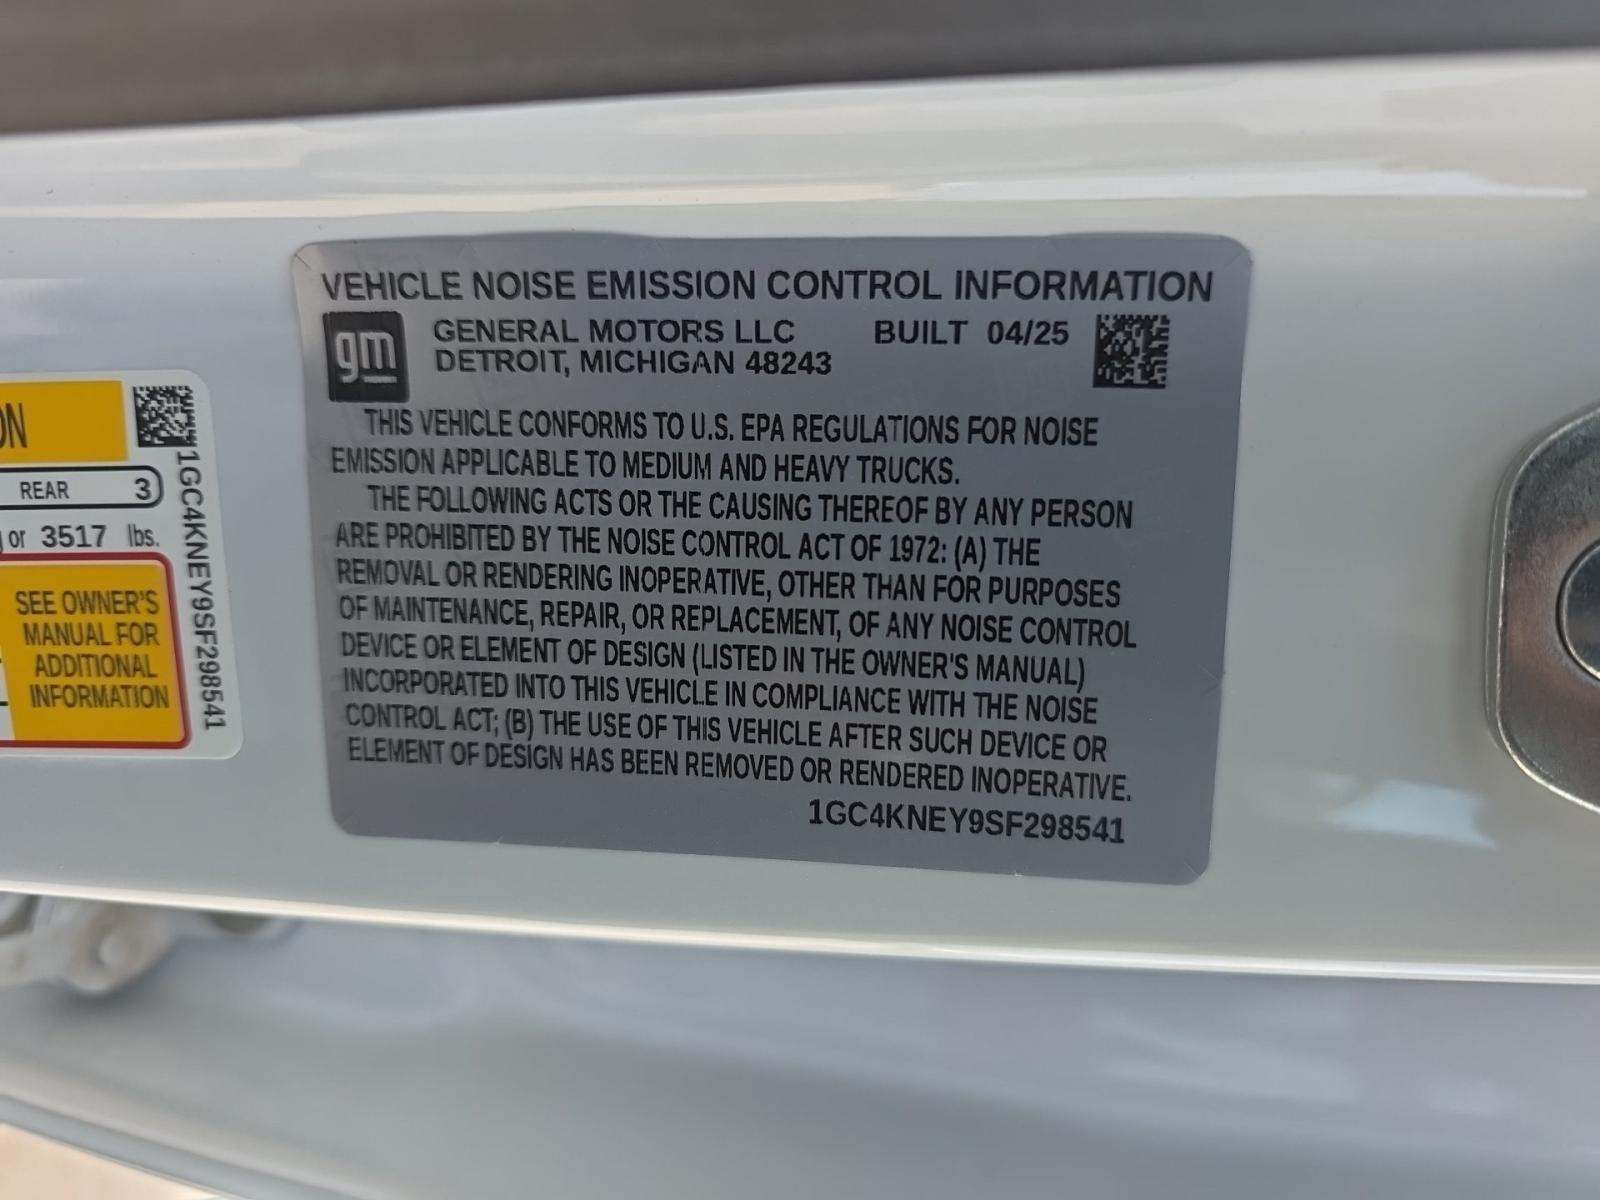 VEHICLE NOISE EMISSION CONTROL INFORMATION
gm
GENERAL MOTORS LLC BUILT 04/25
DETROIT, MICHIGAN 48243
THIS VEHICLE CONFORMS TO U.S. EPA REGULATIONS FOR NOISE
EMISSION APPLICABLE TO MEDIUM AND HEAVY TRUCKS.
THE FOLLOWING ACTS OR THE CAUSING THEREOF BY ANY PERSON
ARE PROHIBITED BY THE NOISE CONTROL ACT OF 1972: (A) THE
REMOVAL OR RENDERING INOPERATIVE, OTHER THAN FOR PURPOSES
OF MAINTENANCE, REPAIR, OR REPLACEMENT, OF ANY NOISE CONTROL
DEVICE OR ELEMENT OF DESIGN (LISTED IN THE OWNER'S MANUAL)
INCORPORATED INTO THIS VEHICLE IN COMPLIANCE WITH THE NOISE
CONTROL ACT; (B) THE USE OF THIS VEHICLE AFTER SUCH DEVICE OR
ELEMENT OF DESIGN HAS BEEN REMOVED OR RENDERED INOPERATIVE.
1GC4KNEY9SF298541
REAR 3
or 3517 lbs.
SEE OWNER'S
MANUAL FOR
ADDITIONAL
INFORMATION
1GC4KNEY9SF298541